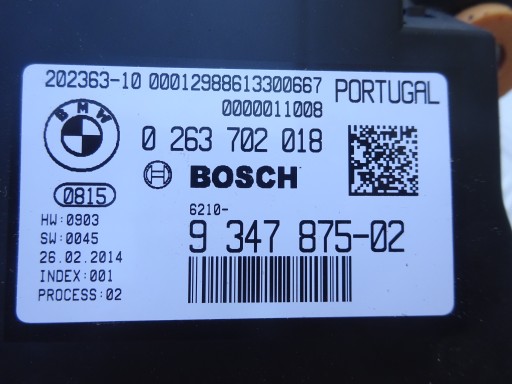 202363-10 00012988613300667
0000011008
PORTUGAL
BMW
0 263 702 018
BOSCH
0815
6210-
9 347 875-02
HW:0903
SW:0045
26.02.2014
INDEX:001
PROCESS:02